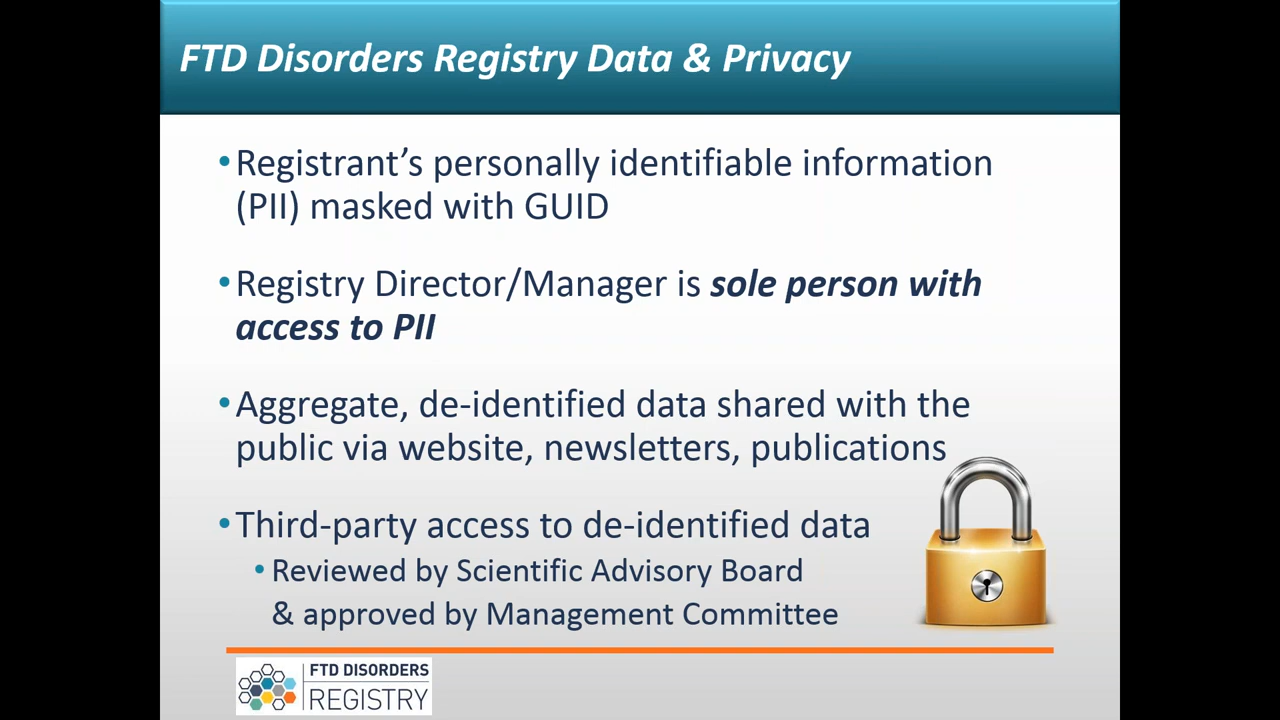 FTD Disorders Registry Data & Privacy
•Registrant’s personally identifiable information
(PII) masked with GUID
•Registry Director/Manager is sole person with
access to PII
•Aggregate, de-identified data shared with the
public via website, newsletters, publications
•Third-party access to de-identified data
•Reviewed by Scientific Advisory Board
& approved by Management Committee
FTD DISORDERS
REGISTRY